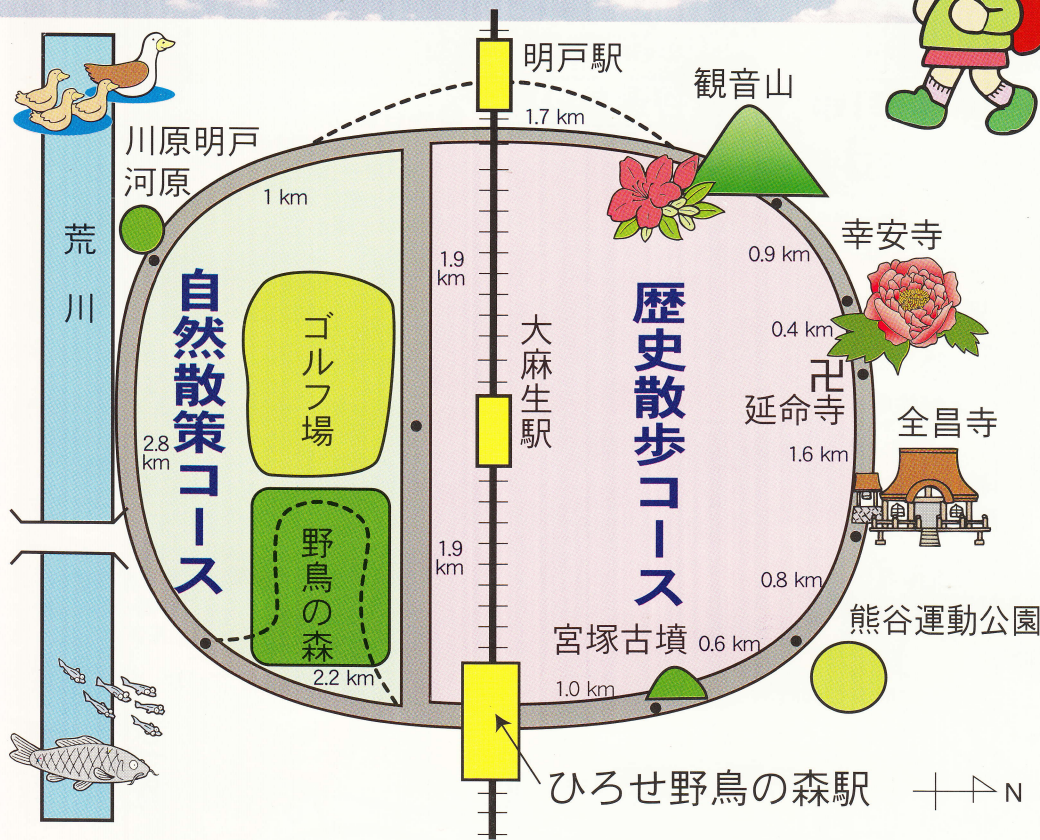 明戸駅
観音山
1.7 km
川原明戸
河原
1 km
荒川
幸安寺
0.9 km
1.9
km
自然散策コース
ゴルフ場
大麻生駅
歴史散歩コース
0.4 km
卍
延命寺
全昌寺
2.8
km
1.6 km
野鳥の森
1.9
km
0.8 km
熊谷運動公園
宮塚古墳
0.6 km
2.2 km
1.0 km
ひろせ野鳥の森駅
N